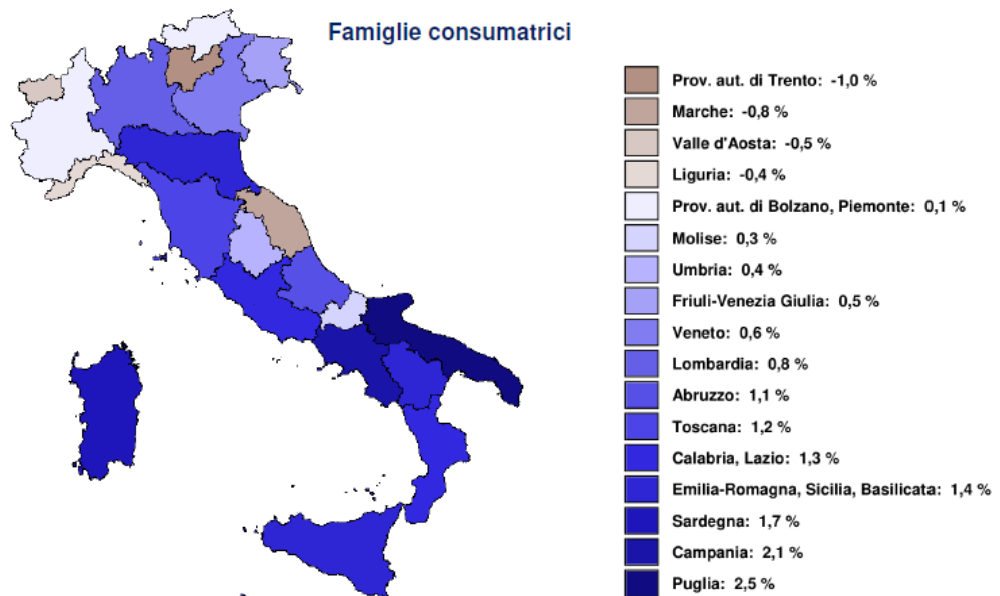 Famiglie consumatrici
Prov. aut. di Trento: -1,0 %
Marche: -0,8 %
Valle d'Aosta: -0,5 %
Liguria: -0,4 %
Prov. aut. di Bolzano, Piemonte: 0,1 %
Molise: 0,3 %
Umbria: 0,4 %
Friuli-Venezia Giulia: 0,5 %
Veneto: 0,6 %
Lombardia: 0,8 %
Abruzzo: 1,1 %
Toscana: 1,2 %
Calabria, Lazio: 1,3 %
Emilia-Romagna, Sicilia, Basilicata: 1,4 %
Sardegna: 1,7 %
Campania: 2,1 %
Puglia: 2,5 %